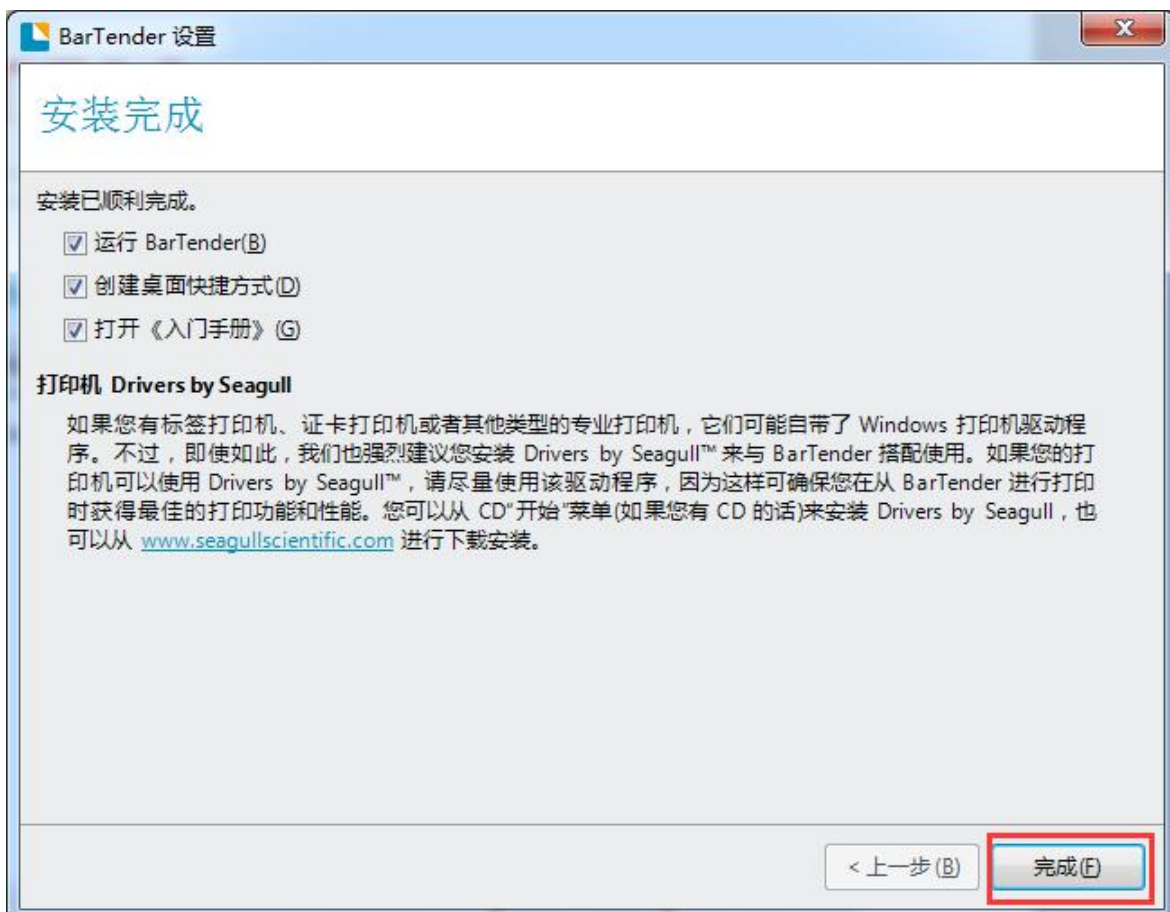 BarTender 设置
安装完成
安装已顺利完成。
运行 BarTender(B)
创建桌面快捷方式(D)
打开《入门手册》(G)
打印机 Drivers by Seagull
如果您有标签打印机、证卡打印机或者其他类型的专业打印机，它们可能自带了 Windows 打印机驱动程
序。不过，即使如此，我们也强烈建议您安装 Drivers by Seagull™ 来与 BarTender 搭配使用。如果您的打
印机可以使用 Drivers by Seagull™，请尽量使用该驱动程序，因为这样可确保您在从 BarTender 进行打印
时获得最佳的打印功能和性能。您可以从 CD"开始"菜单(如果您有 CD 的话)来安装 Drivers by Seagull，也
可以从 www.seagullscientific.com 进行下载安装。
< 上一步(B) 完成(F)